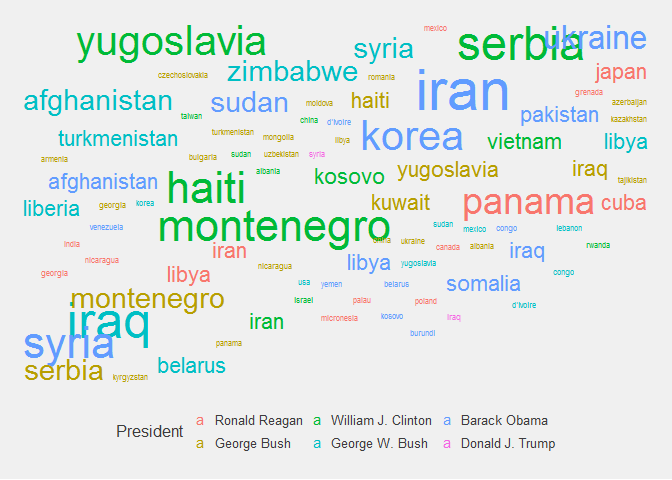 mexico
yugoslavia
serbia
ukraine
syria
czechoslovakia
zimbabwe
romania
iran
japan
grenada
afghanistan
sudan
moldova
haiti
azerbaijan
taiwan
china
d'ivoire
pakistan
kazakhstan
turkmenistan
turkmenistan
mongolia
libya
korea
vietnam
libya
armenia
bulgaria
sudan
uzbekistan
syria
albania
kosovo
yugoslavia
iraq
tajikistan
afghanistan
haiti
liberia
georgia
korea
kuwait
panama
cuba
venezuela
montenegro
sudan
mexico
congo
lebanon
india
iran
china
ukraine
canada
albania
iraq
rwanda
nicaragua
nicaragua
libya
yugoslavia
georgia
libya
usa
yemen
belarus
somalia
congo
montenegro
israel
palau
poland
d'ivoire
iraq
iran
micronesia
kosovo
iraq
syria
panama
burundi
serbia
kyrgyzstan
belarus
President
a Ronald Reagan a William J. Clinton a Barack Obama
a George Bush a George W. Bush a Donald J. Trump